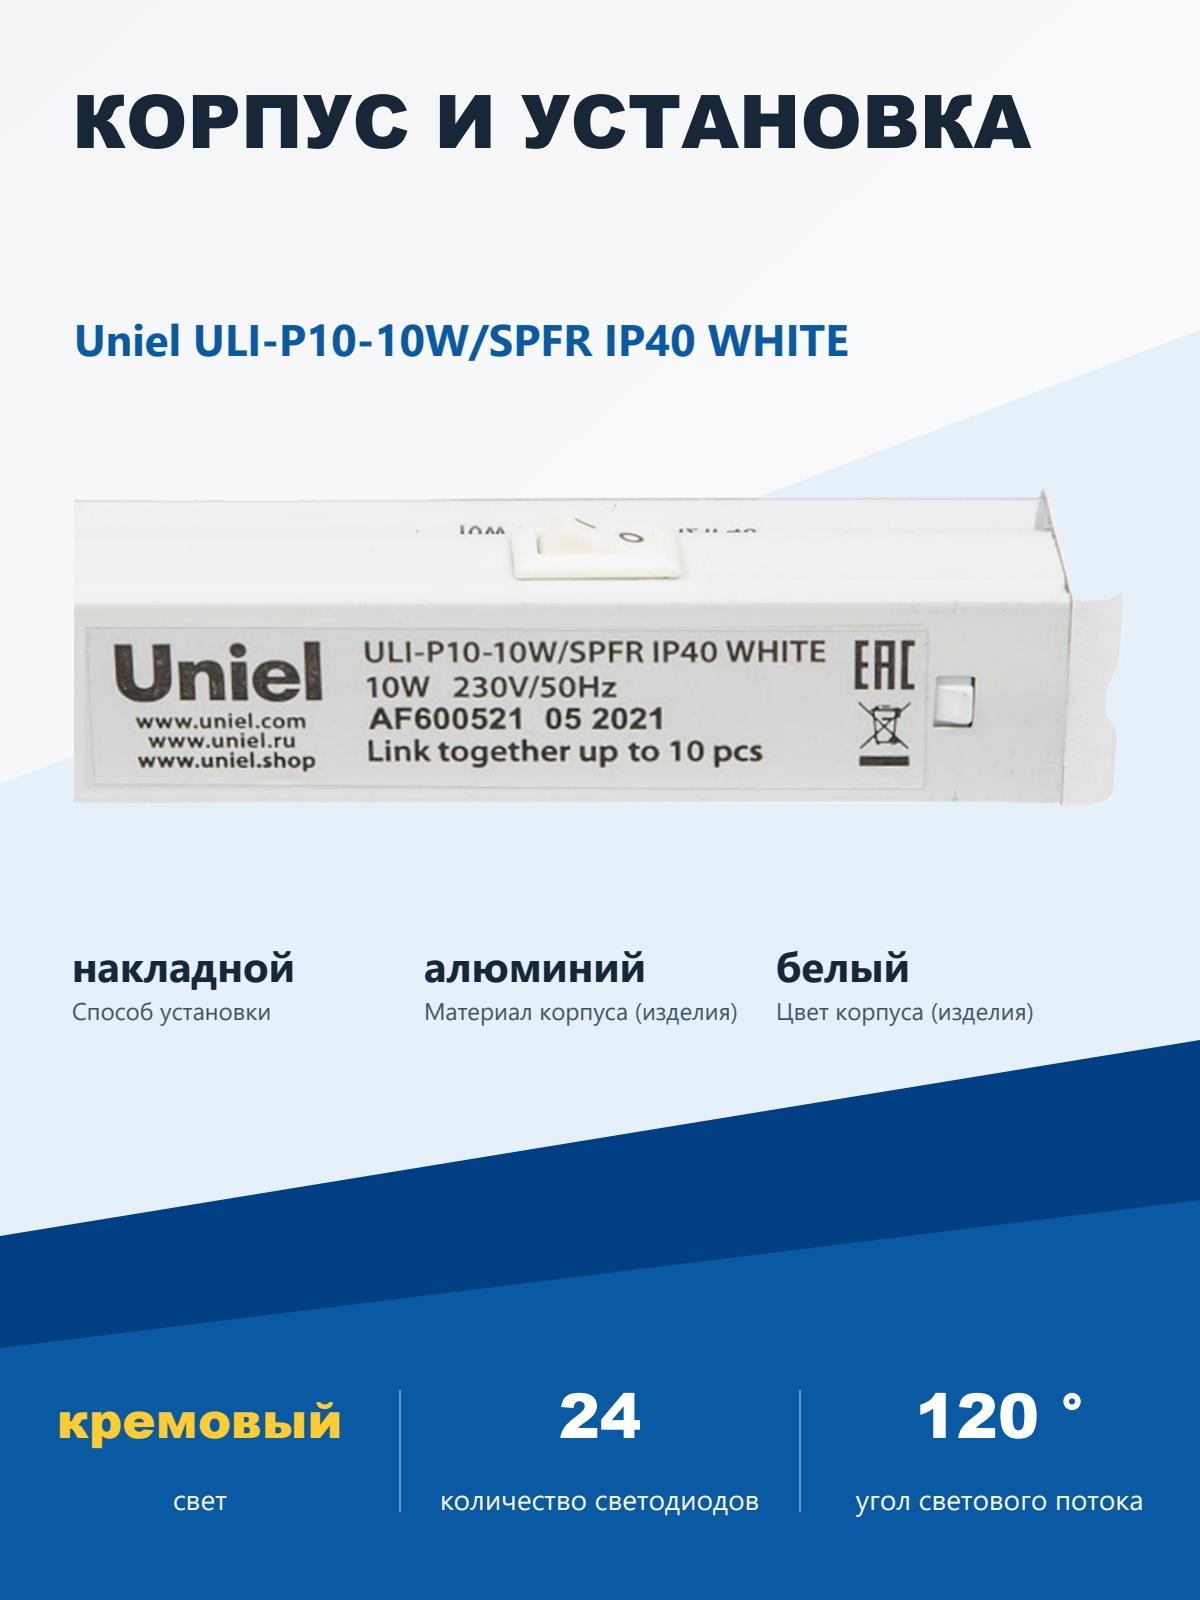 КОРПУС И УСТАНОВКА
Uniel ULI-P10-10W/SPFR IP40 WHITE
Uniel
www.uniel.com
www.uniel.ru
www.uniel.shop
ULI-P10-10W/SPFR IP40 WHITE
10W 230V/50Hz
AF600521 05 2021
Link together up to 10 pcs
EAC
накладной
Способ установки
алюминий
Материал корпуса (изделия)
белый
Цвет корпуса (изделия)
кремовый
свет
24
количество светодиодов
120 °
угол светового потока